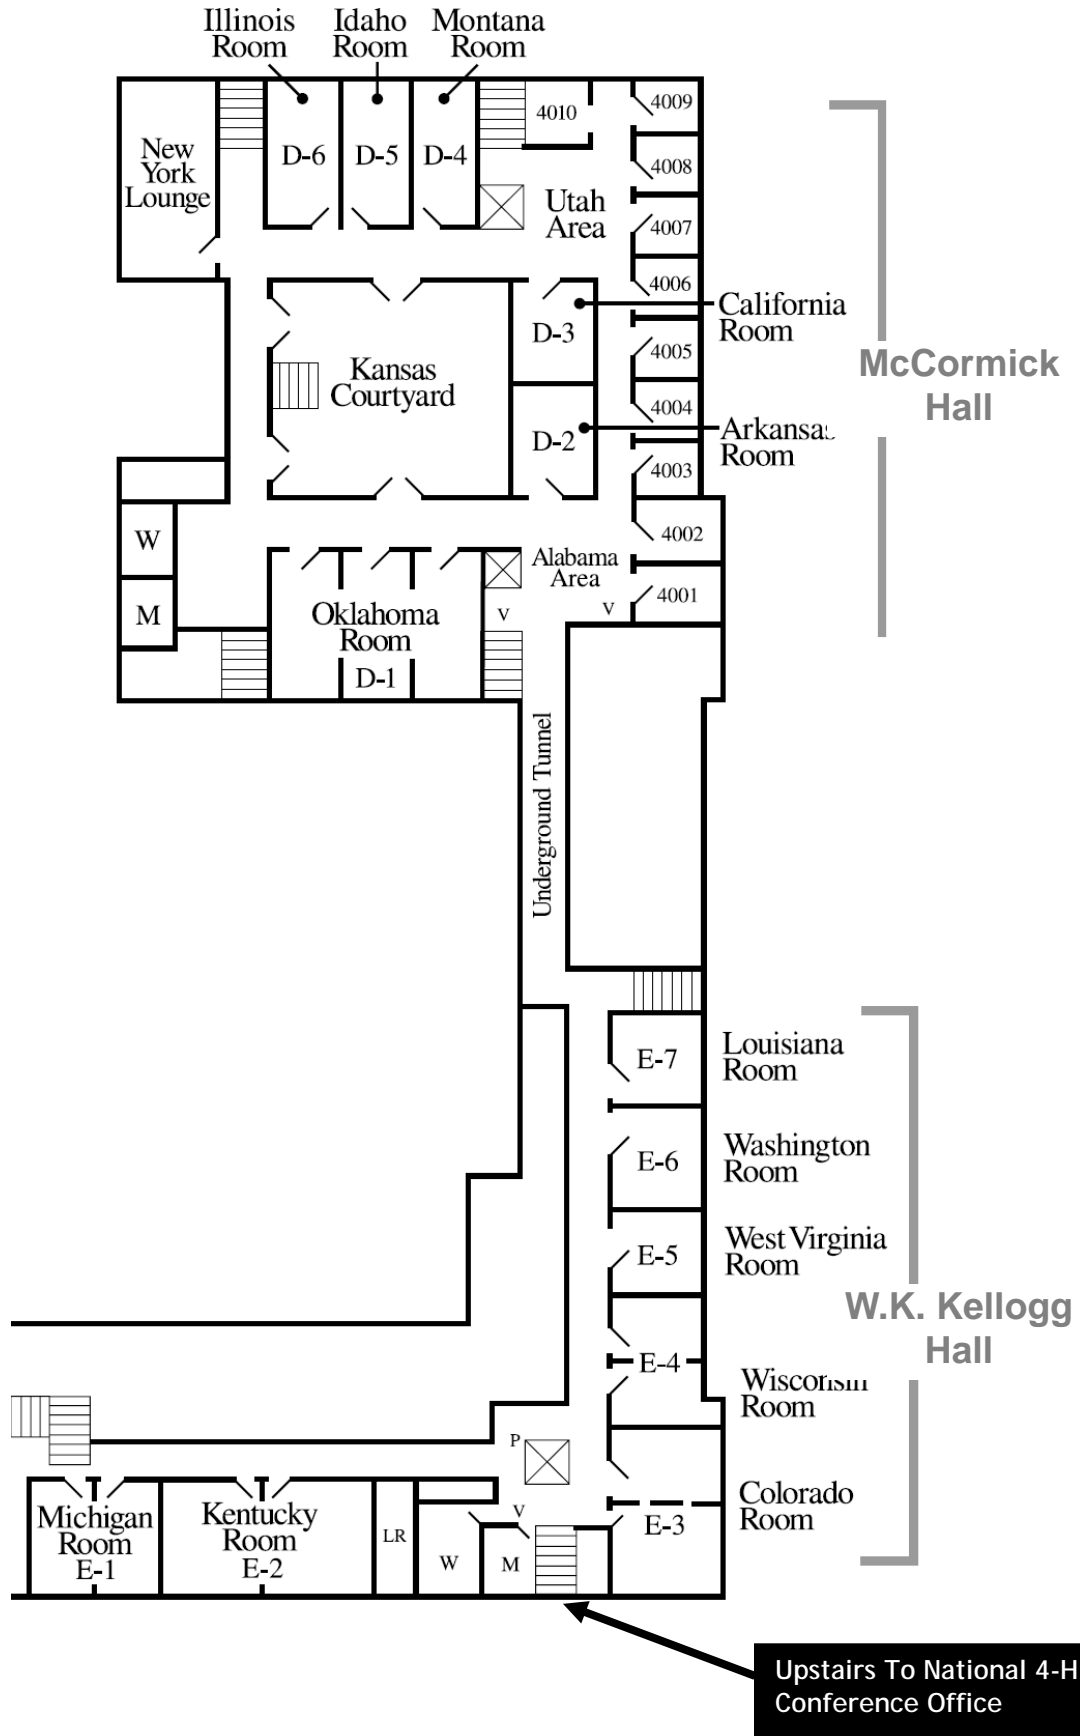 Illinois
Room
Idaho
Room
Montana
Room
New
York
Lounge
D-6
D-5
D-4
4010
4009
4008
4007
4006
4005
4004
4003
4002
4001
Utah
Area
California
Room
D-3
McCormick
Hall
Kansas
Courtyard
D-2
Arkansas
Room
W
M
Alabama
Area
V
V
Oklahoma
Room
D-1
Underground Tunnel
E-7
Louisiana
Room
E-6
Washington
Room
E-5
West Virginia
Room
W.K. Kellogg
Hall
E-4
Wisconsin
Room
P
V
Colorado
Room
E-3
Michigan
Room
E-1
Kentucky
Room
E-2
LR
W
M
Upstairs To National 4-H
Conference Office